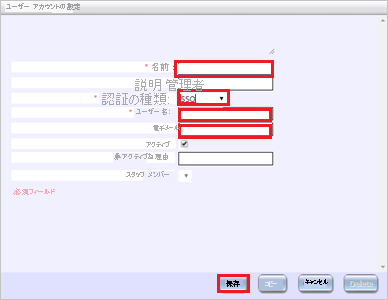 ユーザー アカウントの設定
* 名前 :
説明 管理者
* 認証の種類: sso
* ユーザー名:
電子メール
アクティブ
非アクティブな理由
スタッフ メンバー
必須フィールド
保存 コピー キャンセル Delete